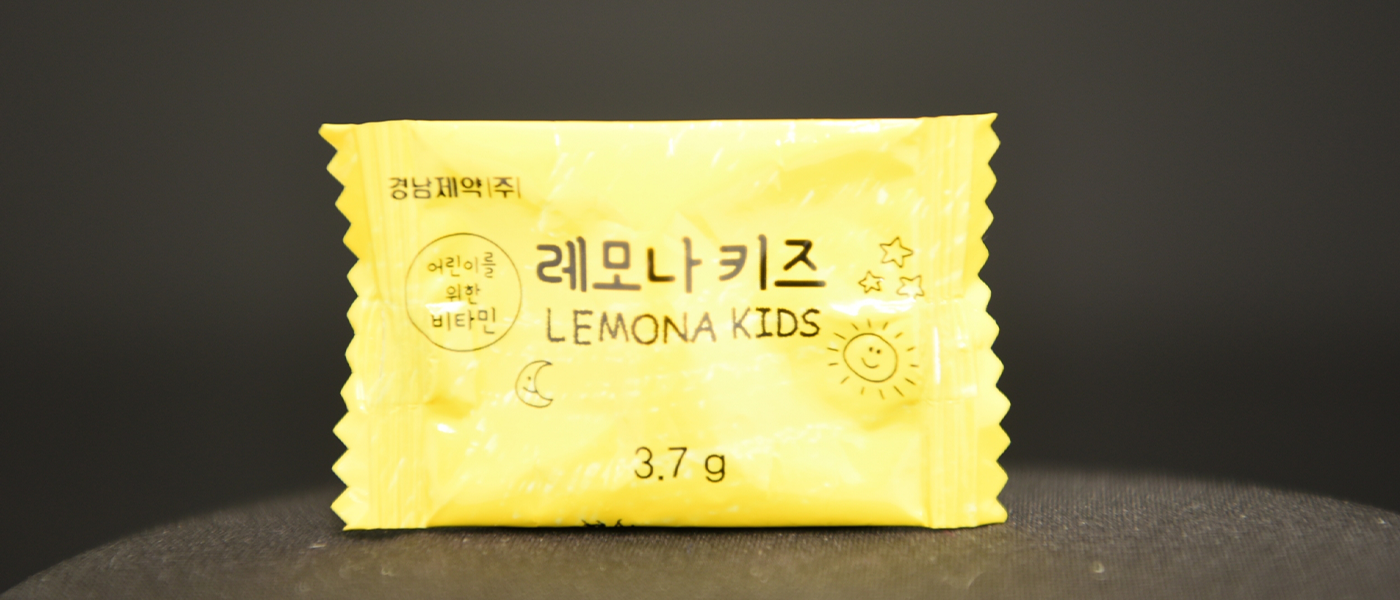 경남제약(주)
어린이를
위한
비타민
레모나 키즈
LEMONA KIDS
3.7 g